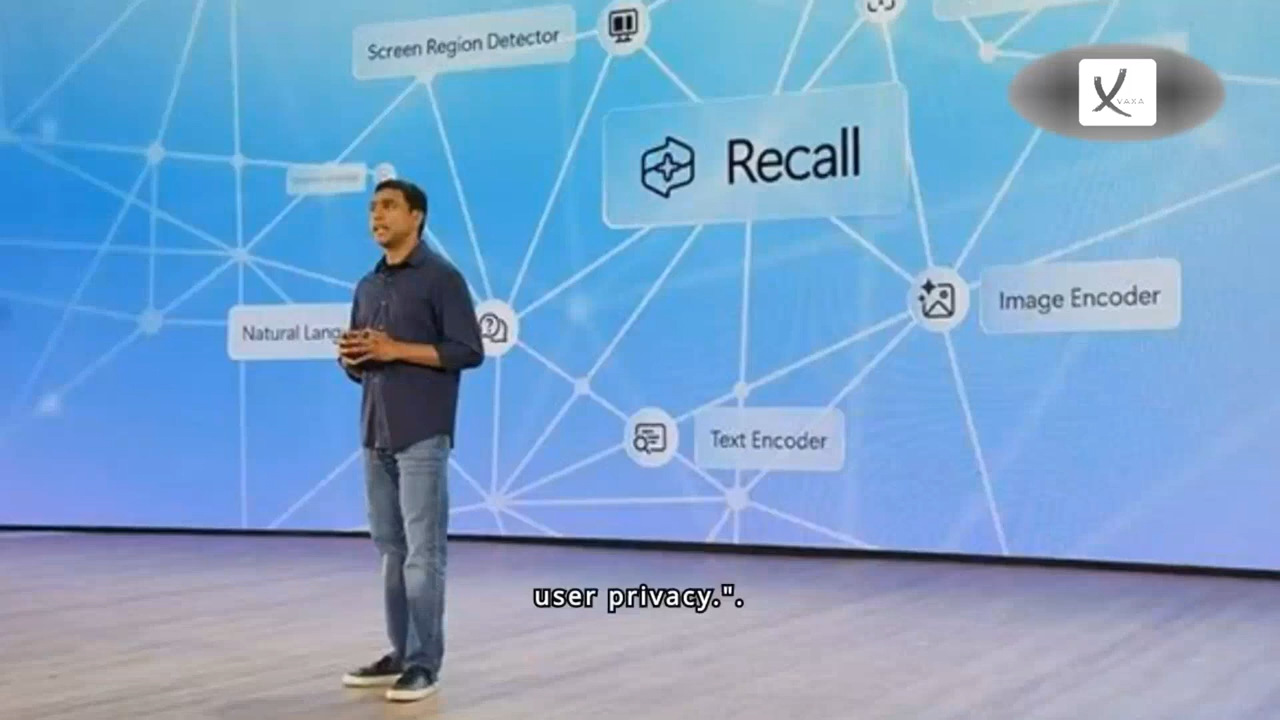 Screen Region Detector
Recall
VAXA
Image Encoder
Natural Lang
Text Encoder
user privacy.".